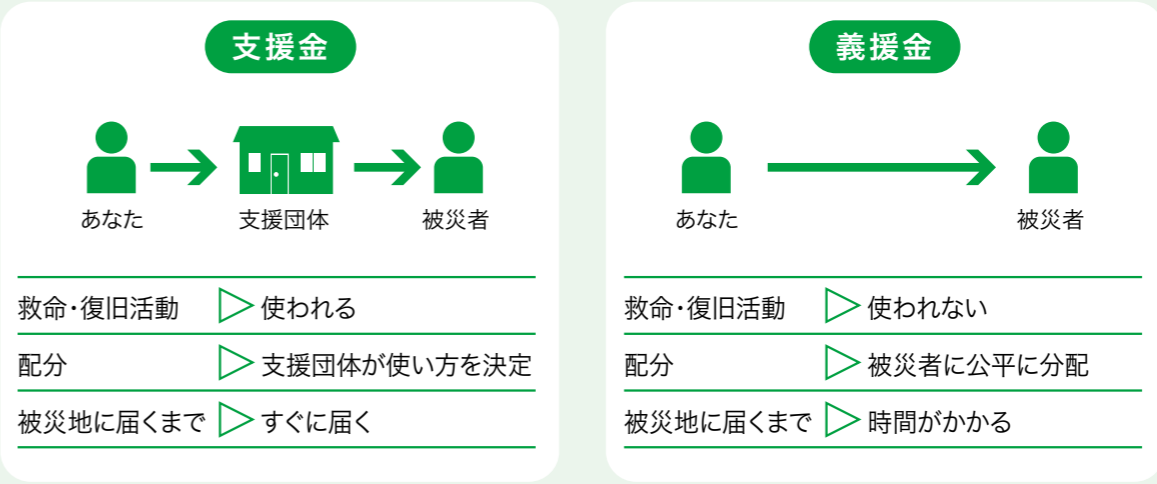 支援金
あなた
支援団体
被災者
救命・復旧活動 使われる
配分 支援団体が使い方を決定
被災地に届くまで すぐに届く
義援金
あなた
被災者
救命・復旧活動 使われない
配分 被災者に公平に分配
被災地に届くまで 時間がかかる